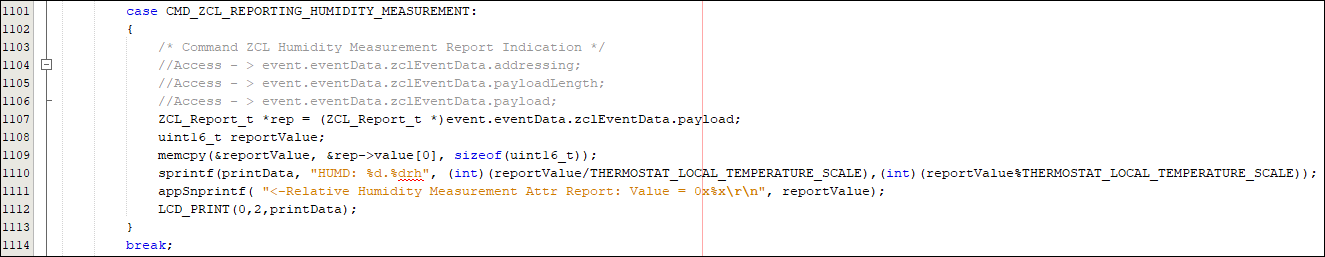 1101 case CMD_ZCL_REPORTING_HUMIDITY_MEASUREMENT:
1102 {
1103 /* Command ZCL Humidity Measurement Report Indication */
1104 //Access - > event.eventData.zclEventData.addressing;
1105 //Access - > event.eventData.zclEventData.payloadLength;
1106 //Access - > event.eventData.zclEventData.payload;
1107 ZCL_Report_t *rep = (ZCL_Report_t *)event.eventData.zclEventData.payload;
1108 uint16_t reportValue;
1109 memcpy(&reportValue, &rep->value[0], sizeof(uint16_t));
1110 sprintf(printData, "HUMD: %d.%drh", (int)(reportValue/THERMOSTAT_LOCAL_TEMPERATURE_SCALE),(int)(reportValue%THERMOSTAT_LOCAL_TEMPERATURE_SCALE));
1111 appSnprintf( "<-Relative Humidity Measurement Attr Report: Value = 0x%x\r\n", reportValue);
1112 LCD_PRINT(0,2,printData);
1113 }
1114 break;